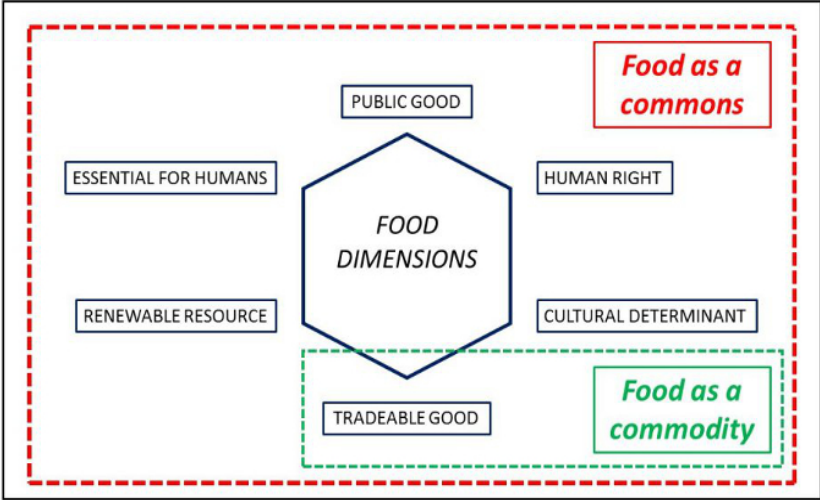 Food as a
commons
PUBLIC GOOD
ESSENTIAL FOR HUMANS
HUMAN RIGHT
FOOD
DIMENSIONS
RENEWABLE RESOURCE
CULTURAL DETERMINANT
TRADEABLE GOOD
Food as a
commodity